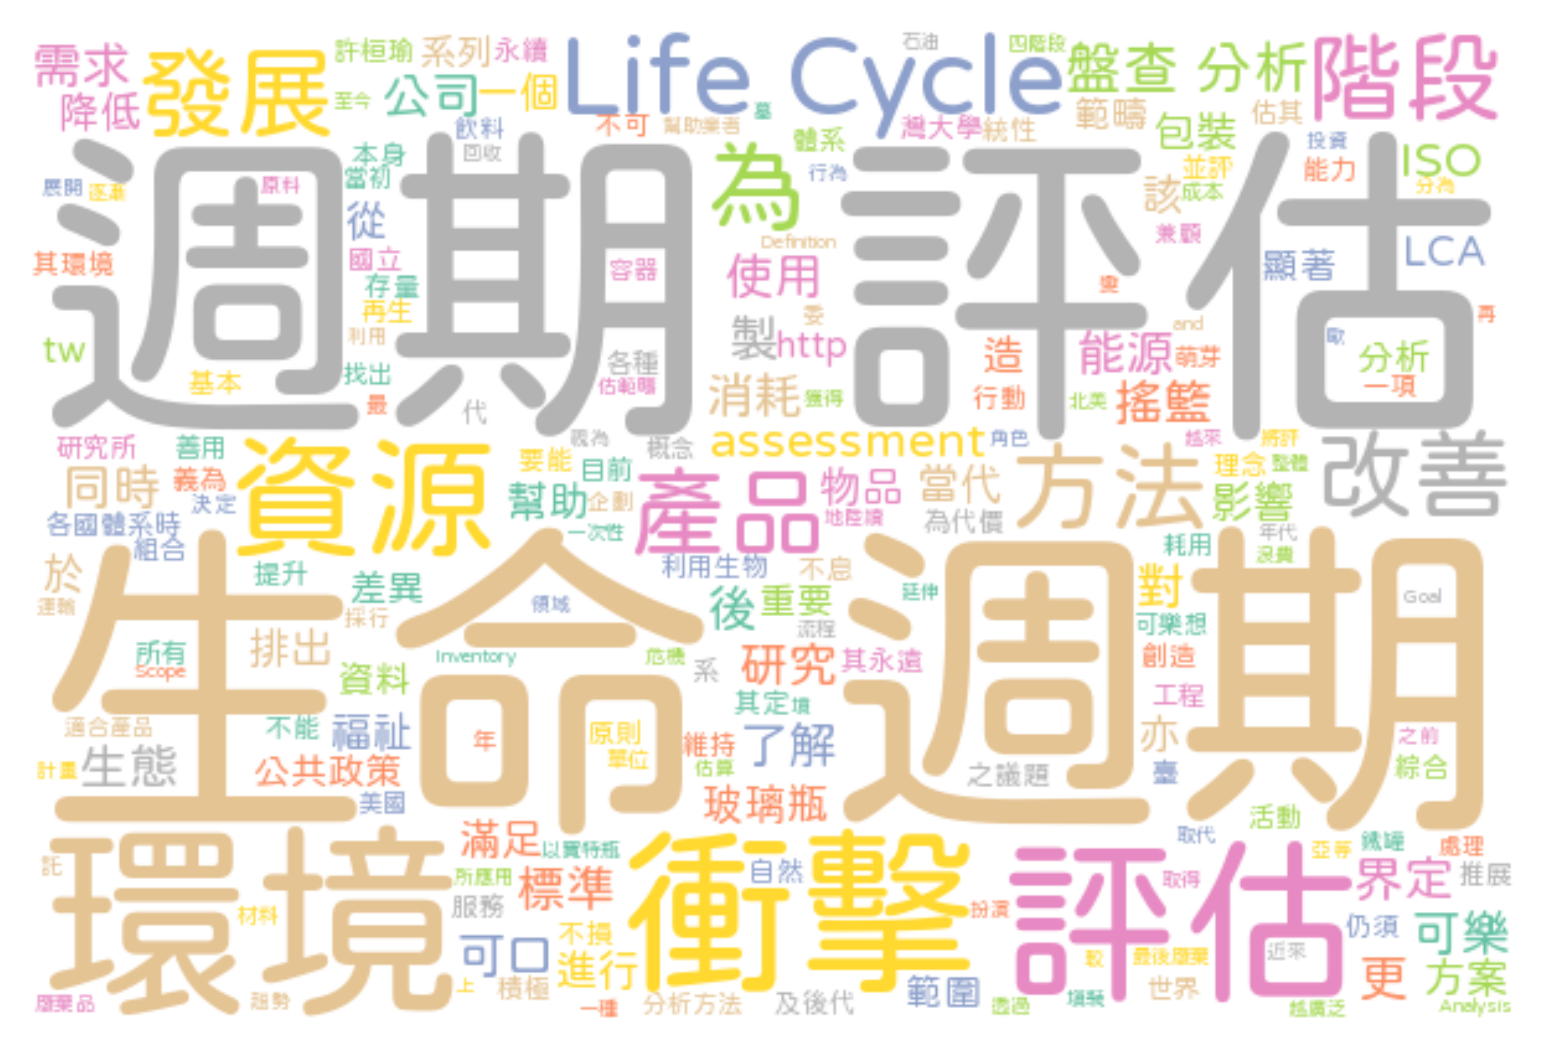 需求 發展 許桓瑜 系列 永續 Life Cycle 石油 四階段 盤查 分析 階段
降低 至今 公司 一個 飲料 不可 幫助業者 墓 體系 灣大學 統性 範疇 估其 包裝 投資 ISO
週期 評估
展開 逐漸 原料 本身 當初 回收 為 行為 該 並評 成本 能力 分為
從 國立 其環境 存量 再生 利用 容器 使用 Definition 兼顧 顯著 LCA
tw 基本 找出 最 代 各種 估範疇 製 http 委 and 造 能源 萌芽 再 歐 分析 一項
消耗 獲得 行動 北美 搖籃
研究所 善用 資源 概念 assessment 角色 越來 將評 改善
同時 義為 要能 目前 產品 物品 當代 方法 理念 整體
各國體系時 決定 幫助 企劃 一次性 地陸續 為代價 影響 年代
組合 於 提升 利用生物 不息 耗用 浪費
生命 週期
運輸 差異 採行 領域 後 重要 延伸 對 Goal
所有 Scope 排出 資料 Inventory 危機 系 流程 研究 其永遠 可樂想 創造
適合產品 不能 福祉 年 原則 單位 其定 墳 維持 了解 工程 亦 之前
計畫 生態 公共政策 美國 估算 玻璃瓶 之議題 臺 綜合
環境 滿足 以寶特瓶 衝擊 自然 評估 取代 活動 亞等 鐵罐 處理
託 所應用 服務 標準 取得 界定 推展
材料 可口 不損 扮演 仍須 可樂
廢棄品 趨勢 上 積極 進行 一種 分析方法 及後代 範圍 透過 較 最後廢棄 填裝 世界 近來 越廣泛 更 方案 Analysis